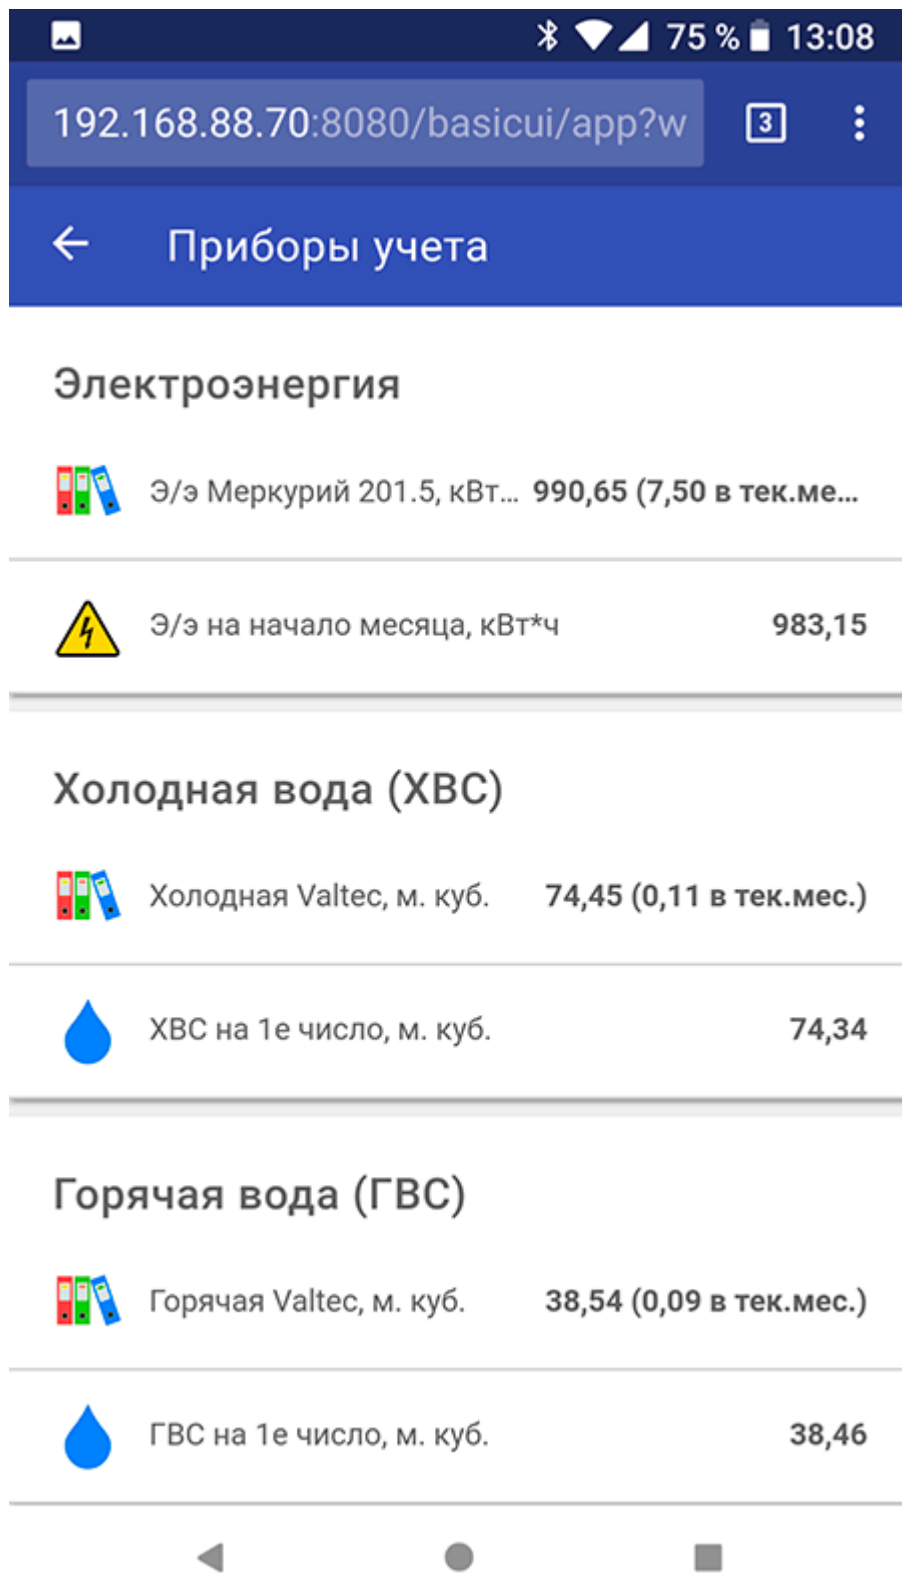 75 % 13:08
192.168.88.70:8080/basicui/app?w 3
Приборы учета
Электроэнергия
Э/э Меркурий 201.5, кВт... 990,65 (7,50 в тек.ме...
Э/э на начало месяца, кВт*ч 983,15
Холодная вода (ХВС)
Холодная Valtec, м. куб. 74,45 (0,11 в тек.мес.)
ХВС на 1е число, м. куб. 74,34
Горячая вода (ГВС)
Горячая Valtec, м. куб. 38,54 (0,09 в тек.мес.)
ГВС на 1е число, м. куб. 38,46